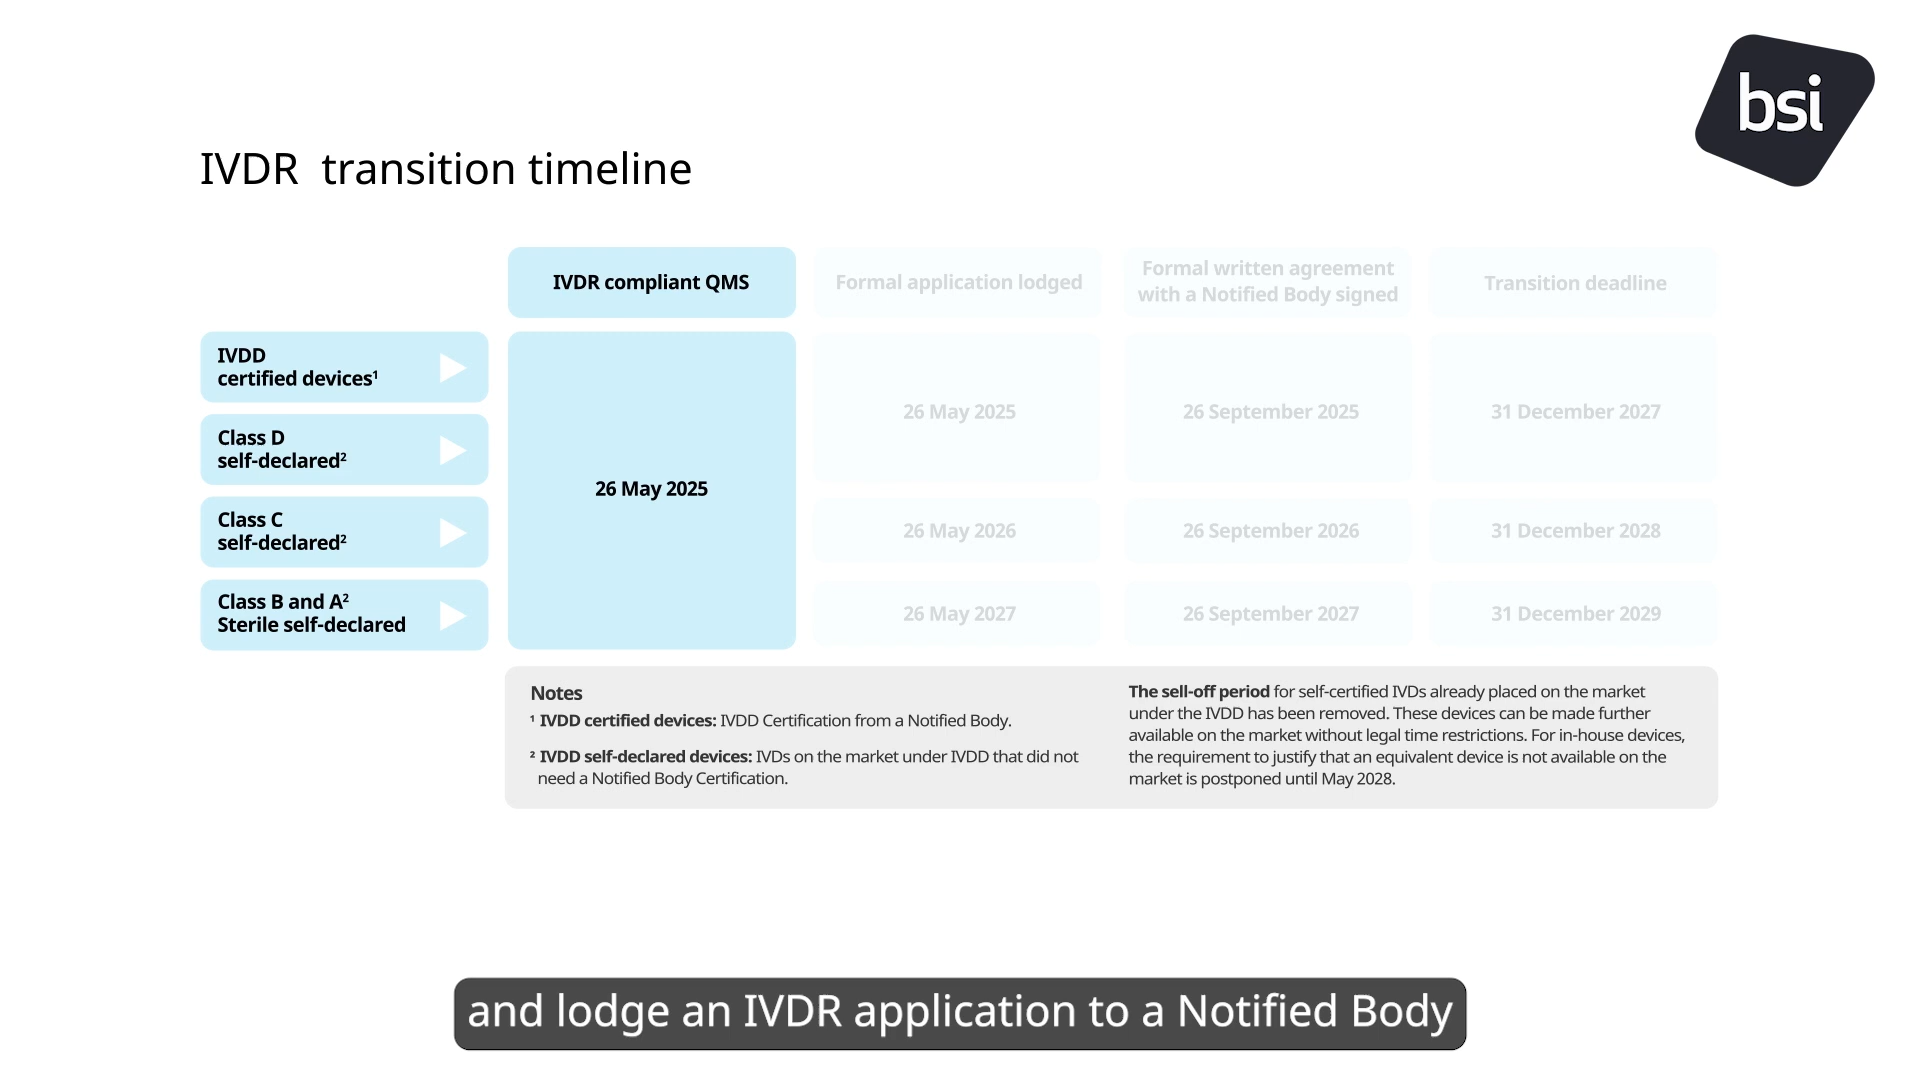 bsi
IVDR transition timeline
IVDR compliant QMS
Formal application lodged
Formal written agreement
with a Notified Body signed
Transition deadline
IVDD
certified devices¹
Class D
self-declared²
Class C
self-declared²
Class B and A²
Sterile self-declared
26 May 2025
26 May 2025
26 September 2025
31 December 2027
26 May 2026
26 September 2026
31 December 2028
26 May 2027
26 September 2027
31 December 2029
Notes
¹ IVDD certified devices: IVDD Certification from a Notified Body.
² IVDD self-declared devices: IVDs on the market under IVDD that did not
need a Notified Body Certification.
The sell-off period for self-certified IVDs already placed on the market
under the IVDD has been removed. These devices can be made further
available on the market without legal time restrictions. For in-house devices,
the requirement to justify that an equivalent device is not available on the
market is postponed until May 2028.
and lodge an IVDR application to a Notified Body